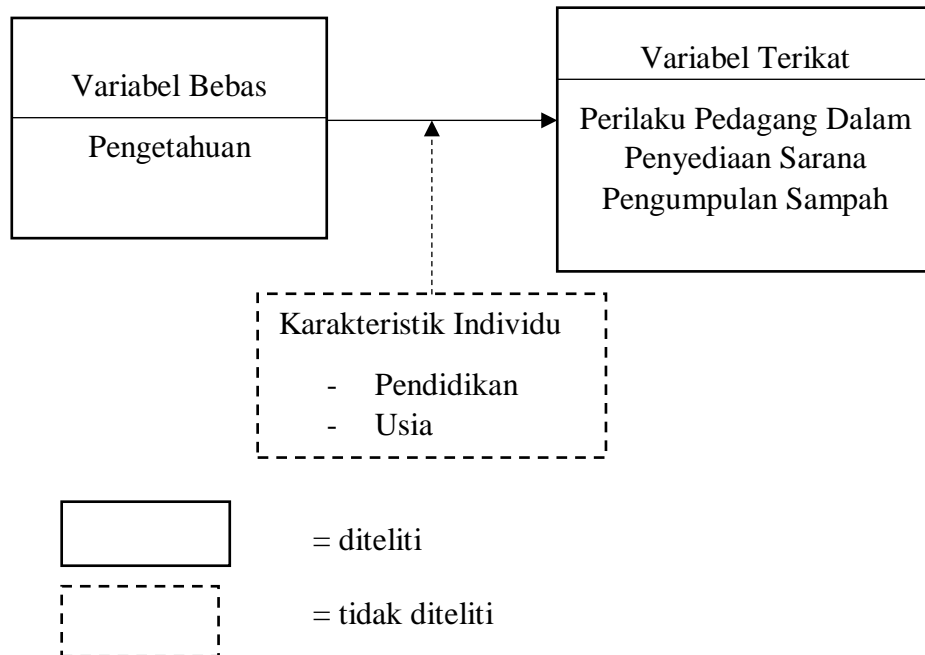 Variabel Bebas
Pengetahuan
Variabel Terikat
Perilaku Pedagang Dalam
Penyediaan Sarana
Pengumpulan Sampah
Karakteristik Individu
- Pendidikan
- Usia
= diteliti
= tidak diteliti